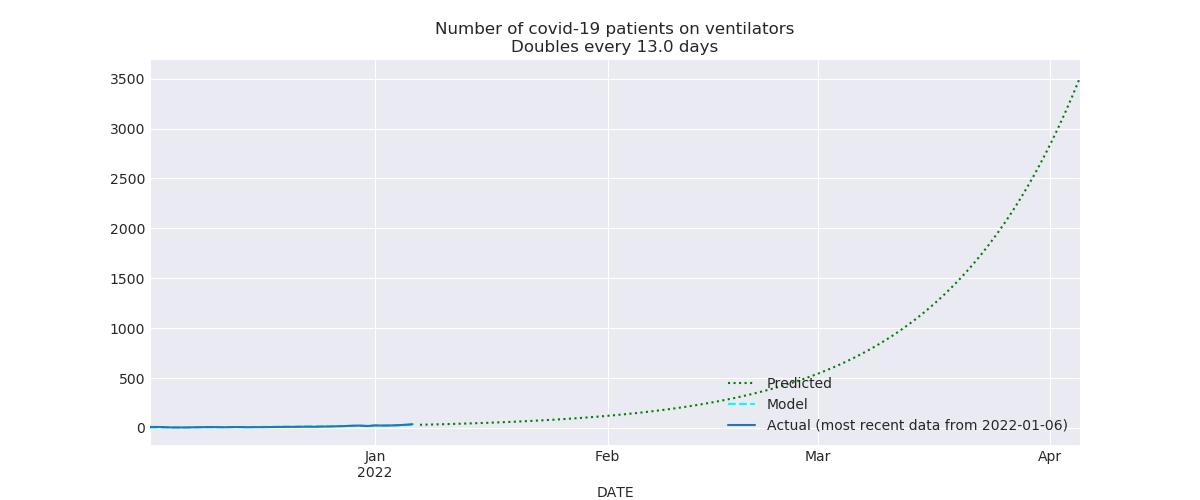 Number of covid-19 patients on ventilators
Doubles every 13.0 days
3500
3000
2500
2000
1500
1000
500
0
Predicted
Model
Actual (most recent data from 2022-01-06)
Jan
2022
Feb
Mar
Apr
DATE